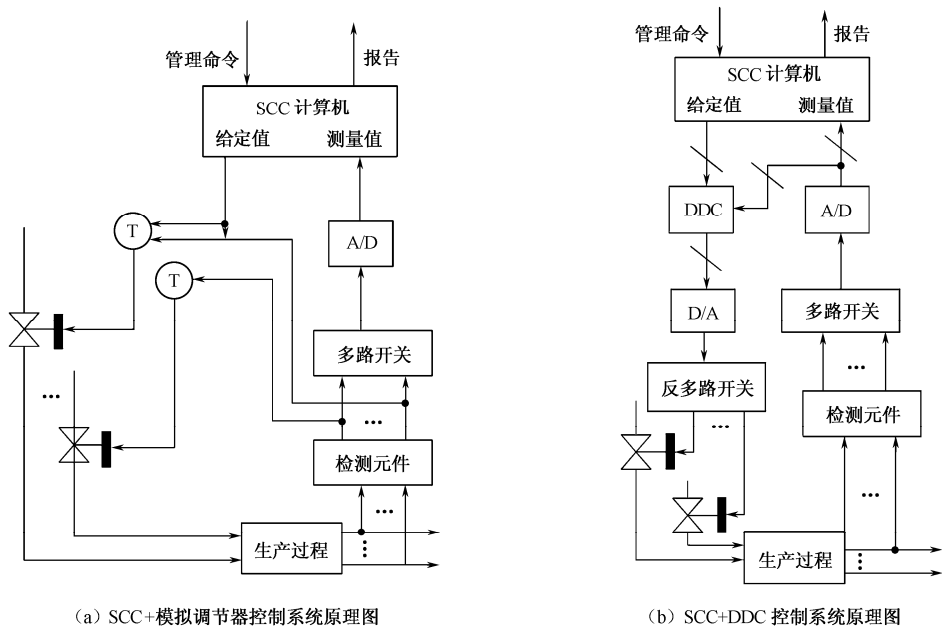 管理命令
报告
SCC 计算机
给定值 测量值
T
A/D
T
多路开关
...
...
检测元件
...
生产过程
(a) SCC+模拟调节器控制系统原理图
管理命令
报告
SCC 计算机
给定值 测量值
DDC
A/D
D/A
多路开关
反多路开关
...
...
检测元件
...
生产过程
(b) SCC+DDC 控制系统原理图